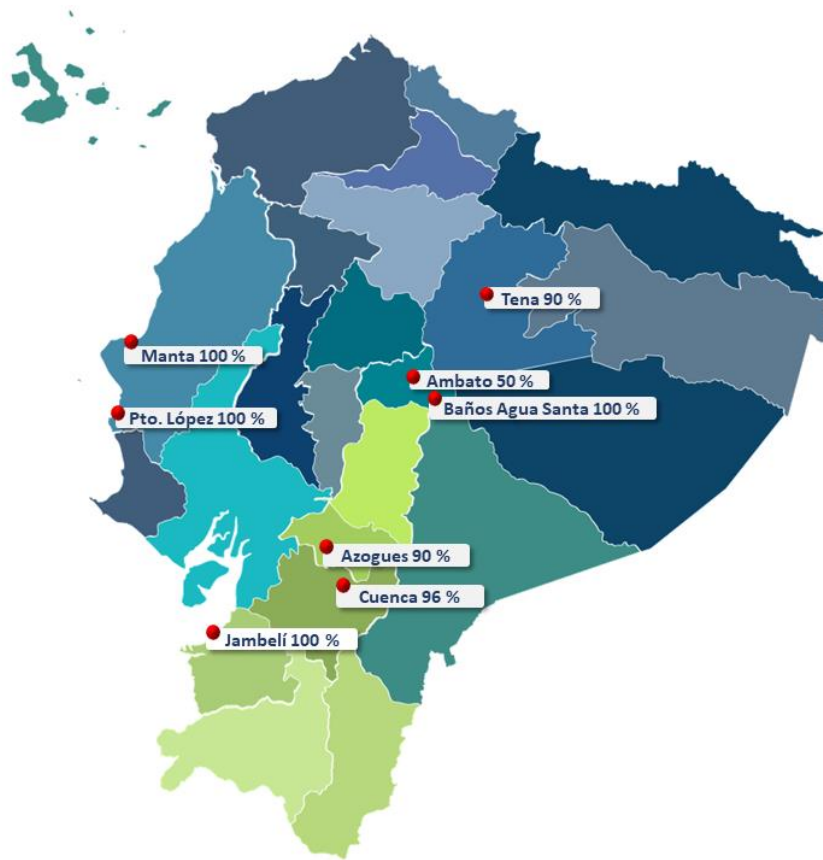 Tena 90 %
Manta 100 %
Ambato 50 %
Baños Agua Santa 100 %
Pto. López 100 %
Azogues 90 %
Cuenca 96 %
Jambelí 100 %